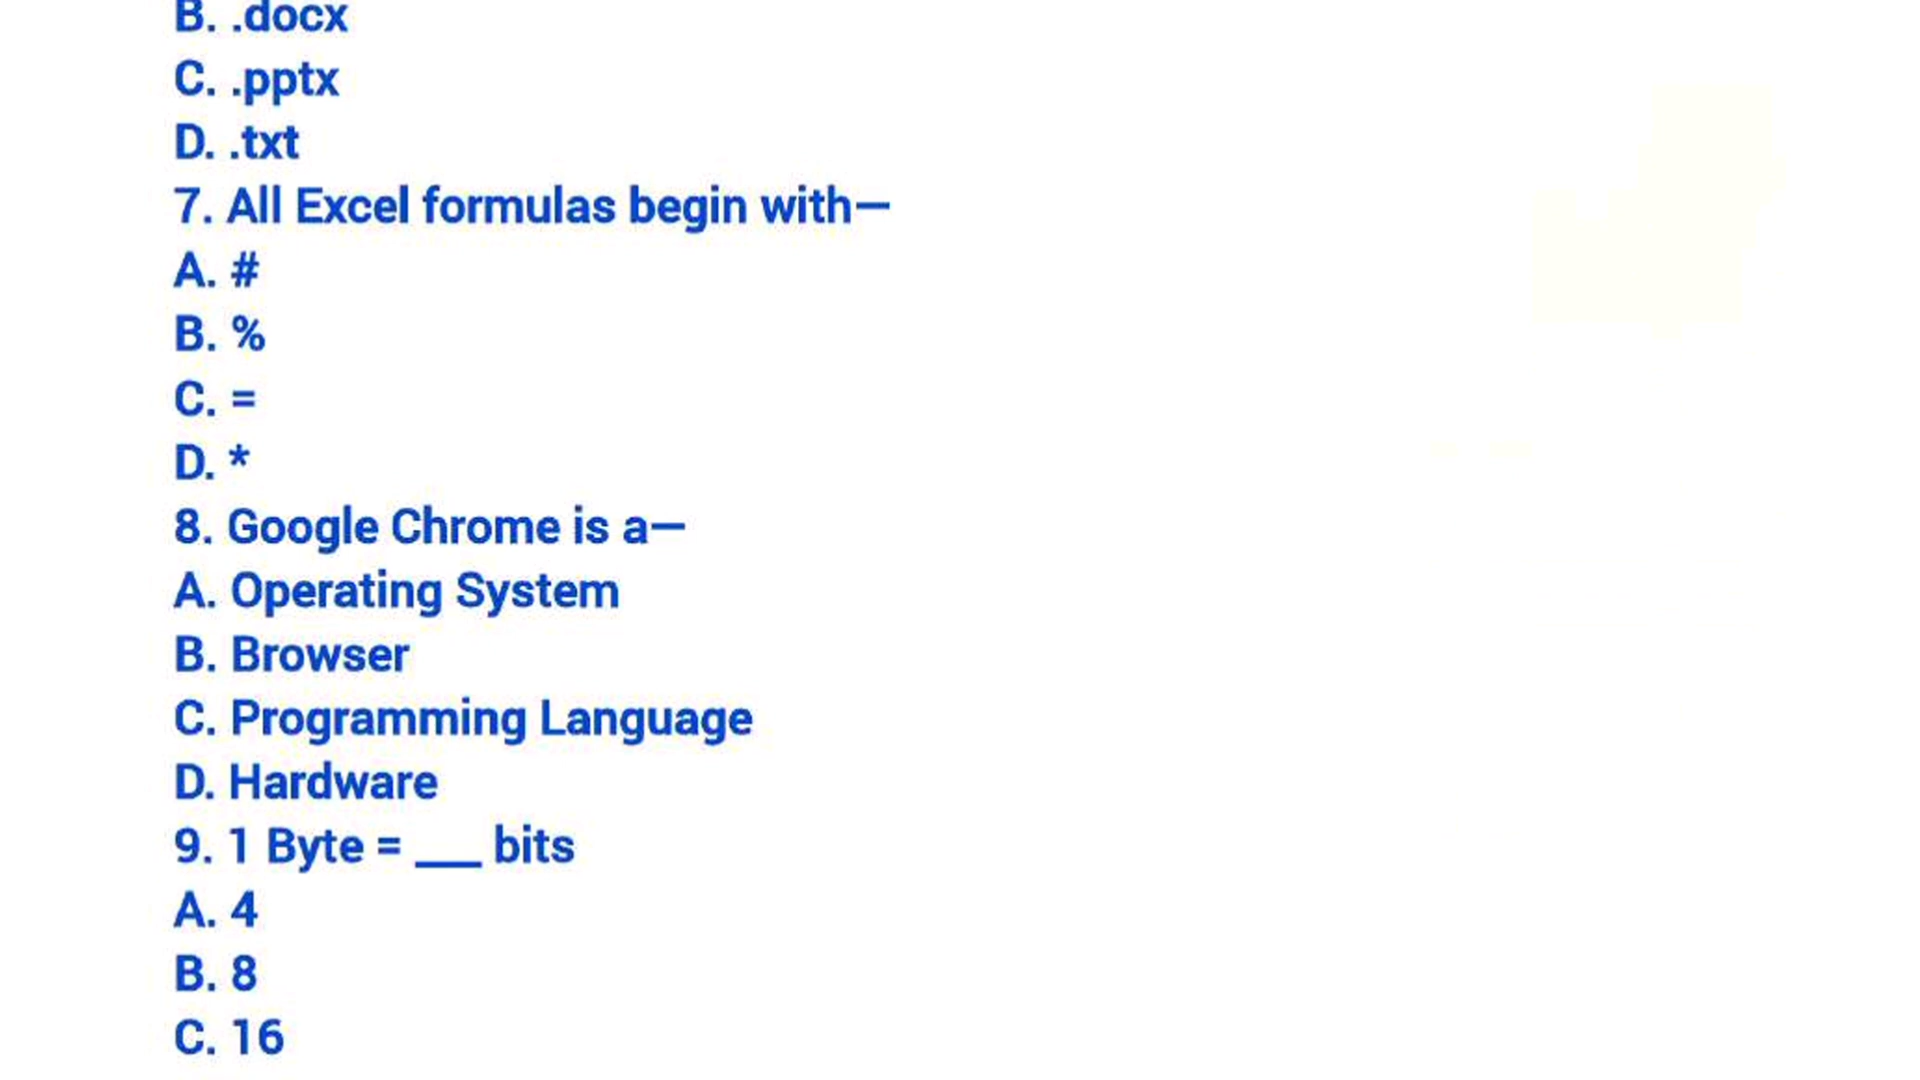 B. .docx
C. .pptx
D. .txt
7. All Excel formulas begin with—
A. #
B. %
C. =
D. *
8. Google Chrome is a—
A. Operating System
B. Browser
C. Programming Language
D. Hardware
9. 1 Byte = ___ bits
A. 4
B. 8
C. 16